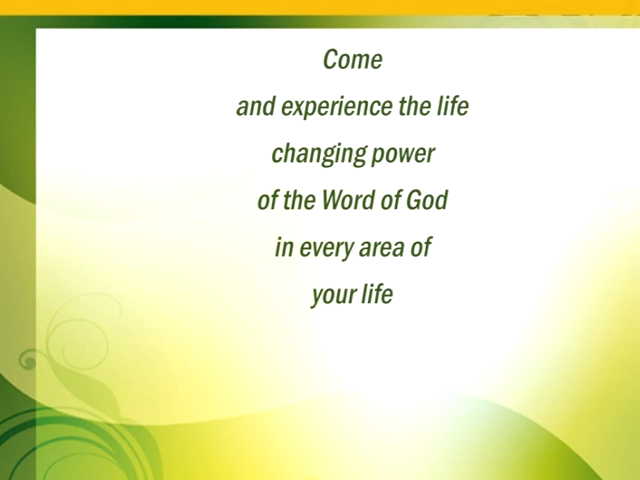 Come
and experience the life
changing power
of the Word of God
in every area of
your life